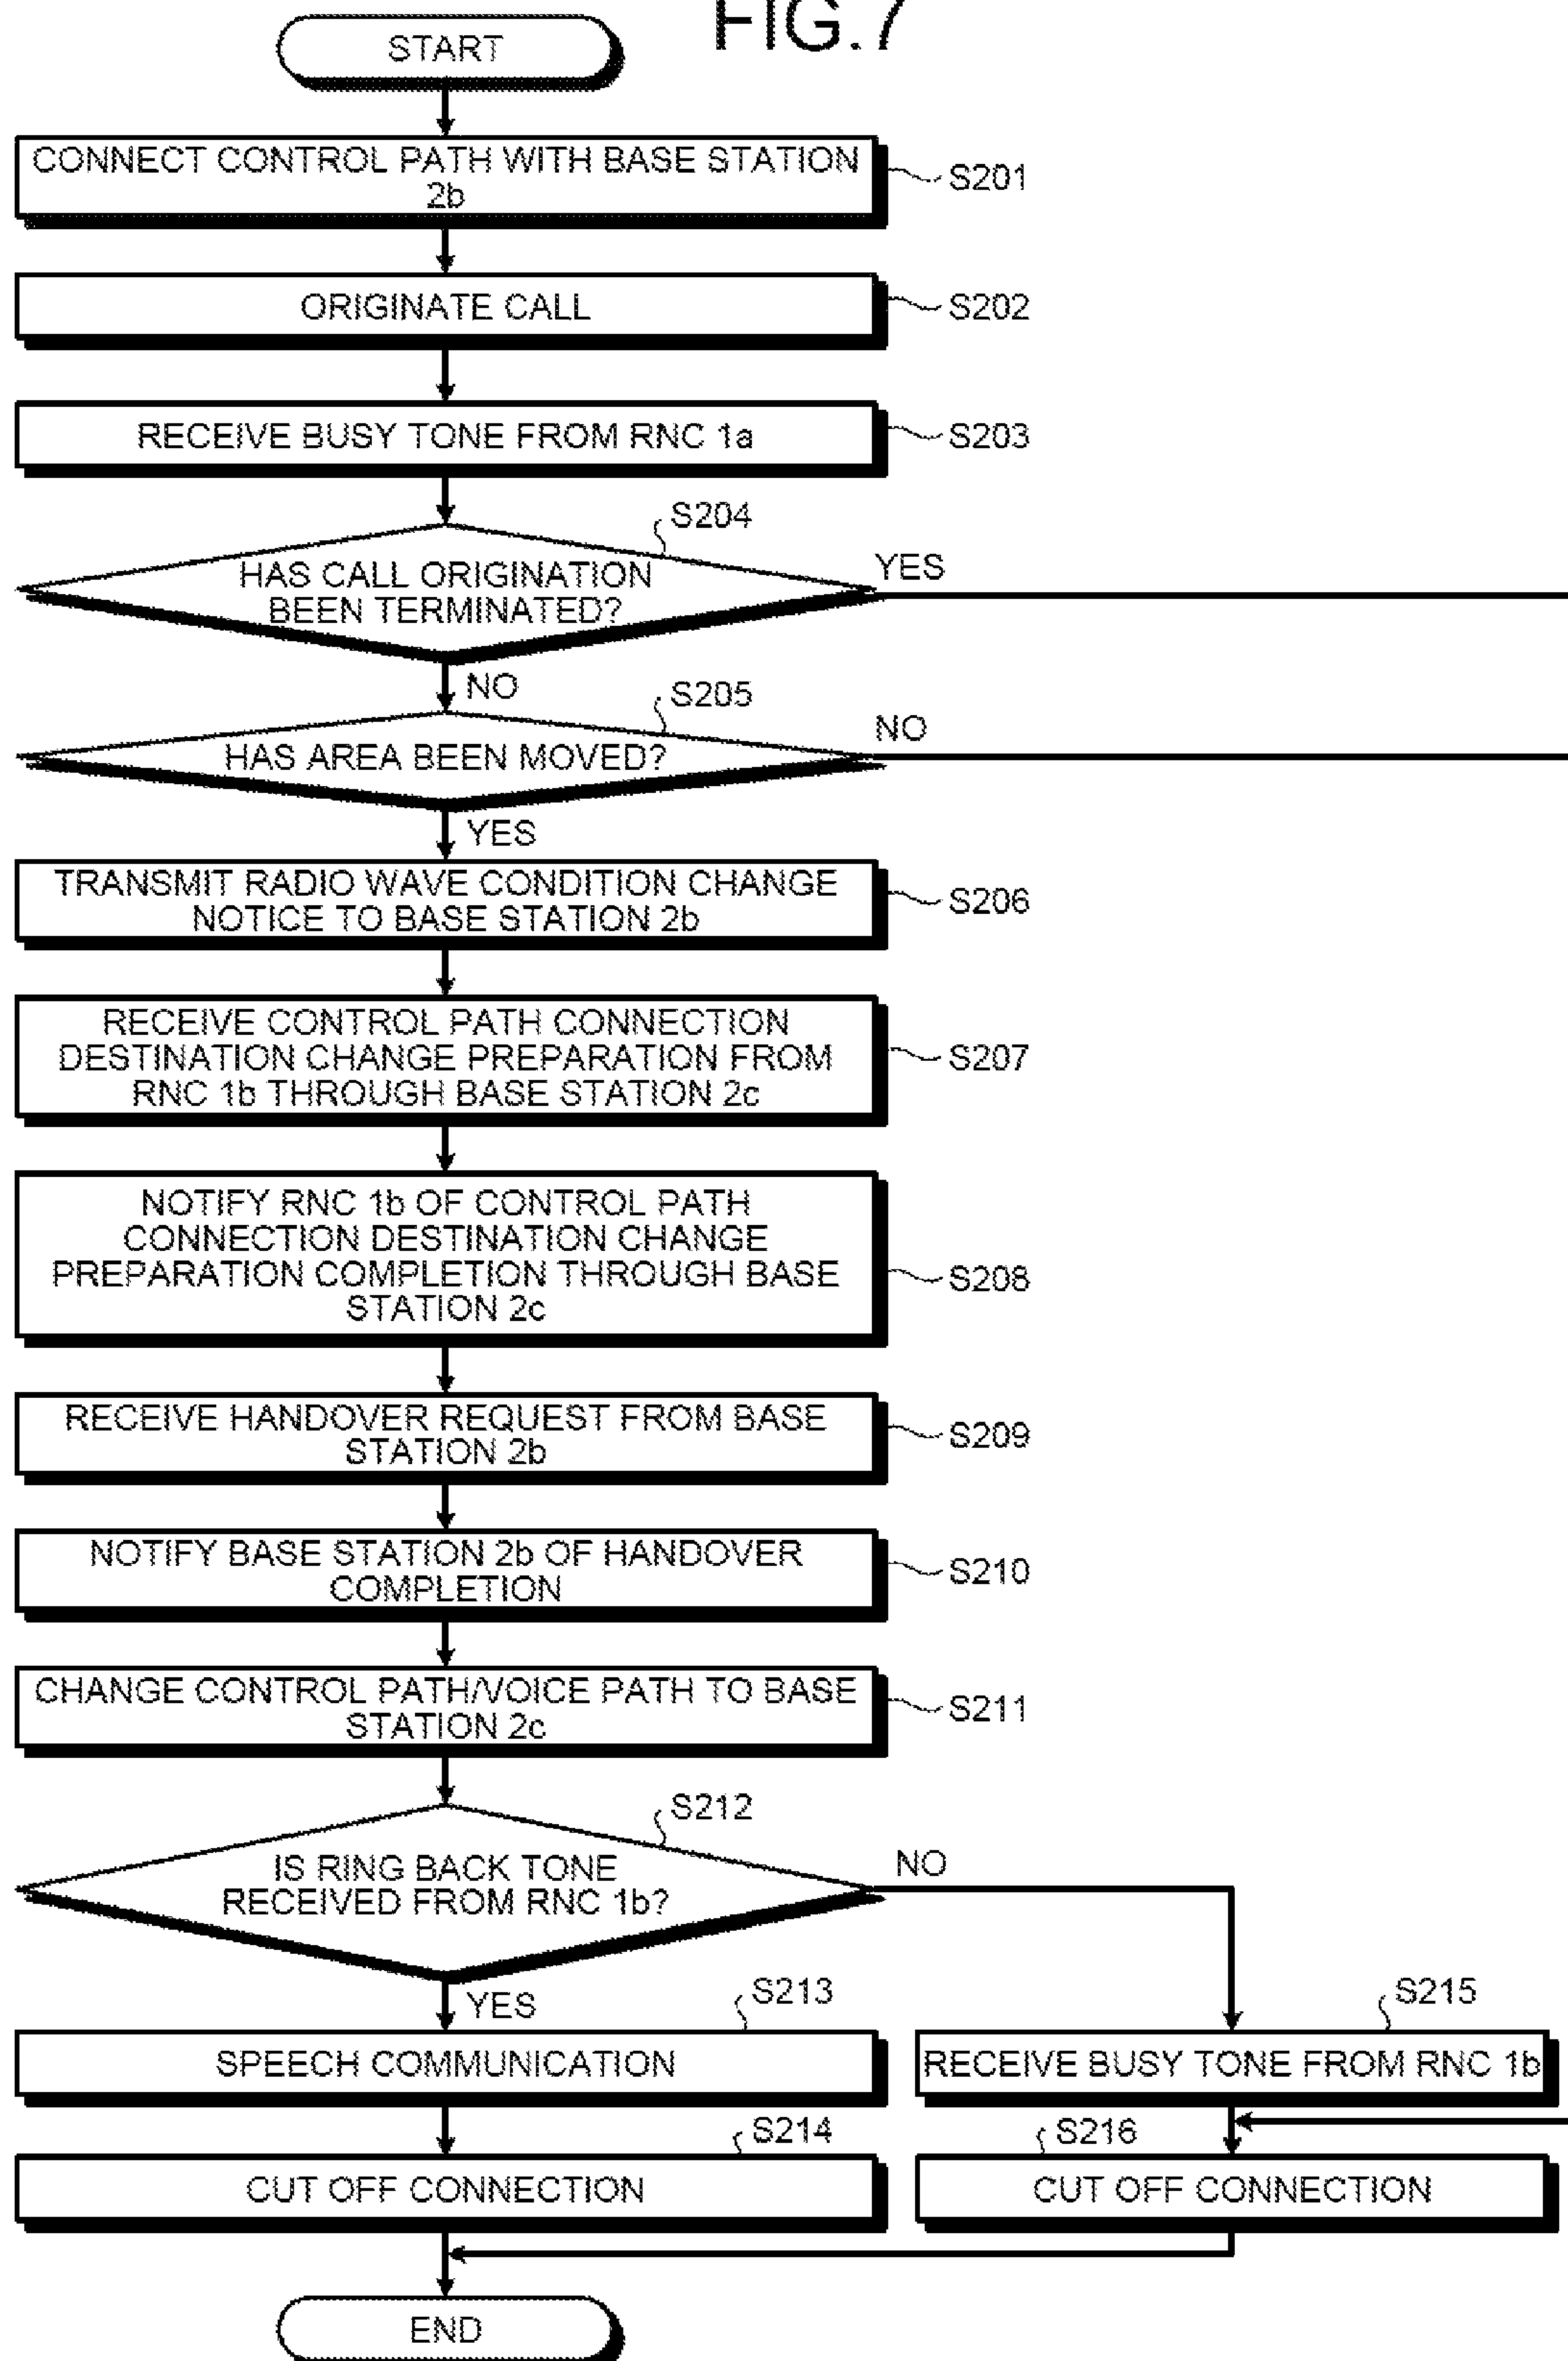 FIG.7
START
CONNECT CONTROL PATH WITH BASE STATION
2b
S201
ORIGINATE CALL
S202
RECEIVE BUSY TONE FROM RNC 1a
S203
S204
HAS CALL ORIGINATION
BEEN TERMINATED?
YES
NO
S205
HAS AREA BEEN MOVED?
NO
YES
TRANSMIT RADIO WAVE CONDITION CHANGE
NOTICE TO BASE STATION 2b
S206
RECEIVE CONTROL PATH CONNECTION
DESTINATION CHANGE PREPARATION FROM
RNC 1b THROUGH BASE STATION 2c
S207
NOTIFY RNC 1b OF CONTROL PATH
CONNECTION DESTINATION CHANGE
PREPARATION COMPLETION THROUGH BASE
STATION 2c
S208
RECEIVE HANDOVER REQUEST FROM BASE
STATION 2b
S209
NOTIFY BASE STATION 2b OF HANDOVER
COMPLETION
S210
CHANGE CONTROL PATH/VOICE PATH TO BASE
STATION 2c
S211
S212
IS RING BACK TONE
RECEIVED FROM RNC 1b?
NO
YES
S213
SPEECH COMMUNICATION
S215
RECEIVE BUSY TONE FROM RNC 1b
S214
CUT OFF CONNECTION
S216
CUT OFF CONNECTION
END